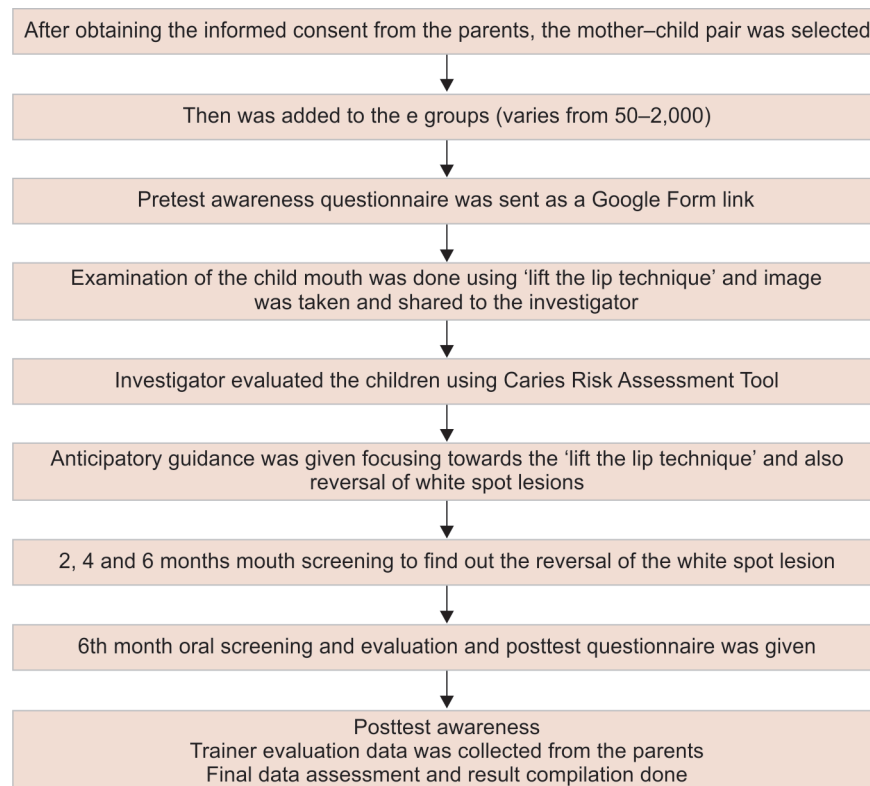 After obtaining the informed consent from the parents, the mother–child pair was selected
Then was added to the e groups (varies from 50–2,000)
Pretest awareness questionnaire was sent as a Google Form link
Examination of the child mouth was done using ‘lift the lip technique’ and image
was taken and shared to the investigator
Investigator evaluated the children using Caries Risk Assessment Tool
Anticipatory guidance was given focusing towards the ‘lift the lip technique’ and also
reversal of white spot lesions
2, 4 and 6 months mouth screening to find out the reversal of the white spot lesion
6th month oral screening and evaluation and posttest questionnaire was given
Posttest awareness
Trainer evaluation data was collected from the parents
Final data assessment and result compilation done